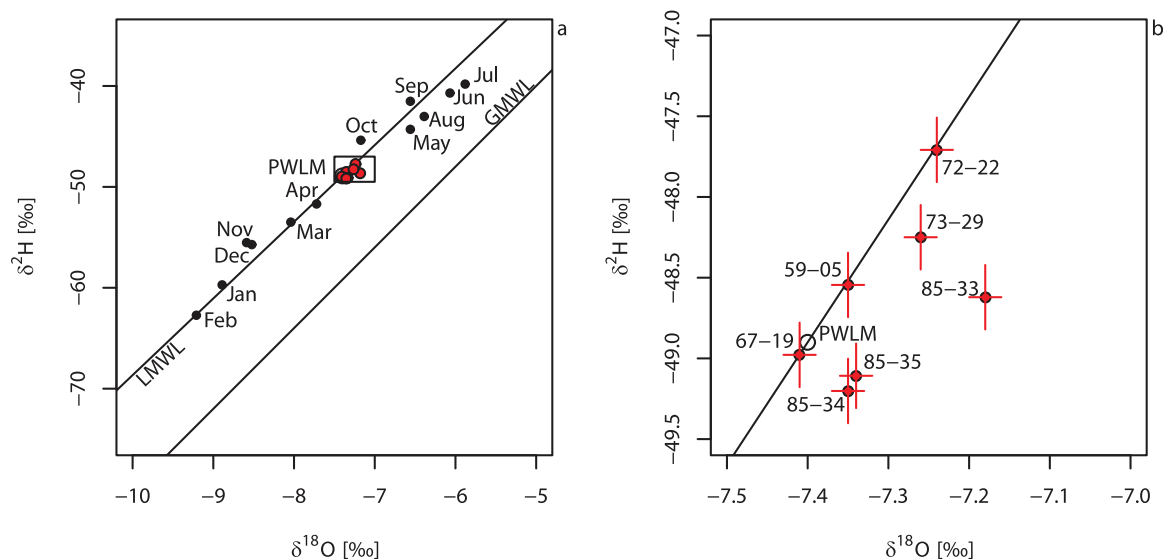 a
−40
−50
−60
−70
δ²H [‰]
Jul
Sep
Jun
Aug
GMWL
May
Oct
PWLM
Apr
Mar
Nov
Dec
Jan
Feb
LMWL
−10
−9
−8
−7
−6
−5
δ¹⁸O [‰]
b
−47.0
−47.5
−48.0
−48.5
−49.0
−49.5
δ²H [‰]
72−22
73−29
59−05
85−33
67−19
PWLM
85−35
85−34
−7.5
−7.4
−7.3
−7.2
−7.1
−7.0
δ¹⁸O [‰]